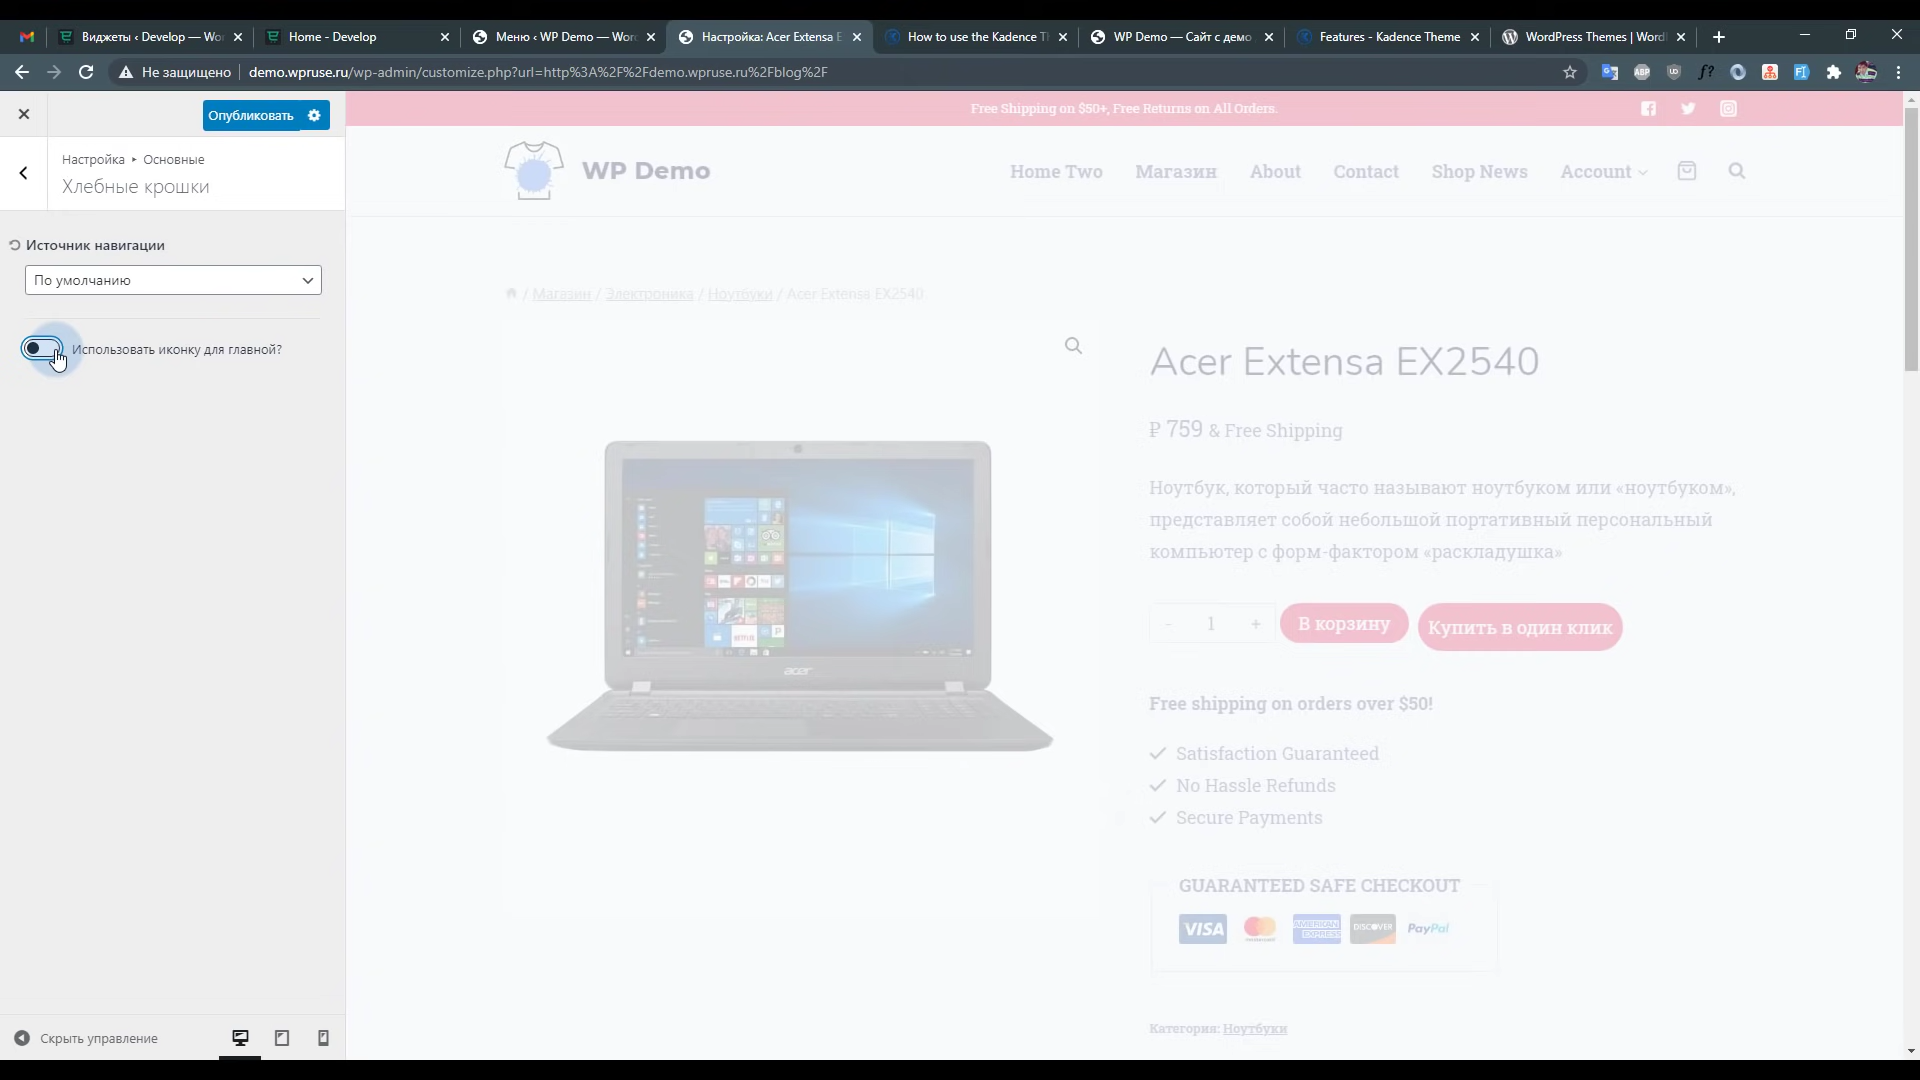 Виджеты ‹ Develop — Wo
Home - Develop
Меню ‹ WP Demo — Word
Настройка: Acer Extensa E
How to use the Kadence Th
WP Demo — Сайт с демо
Features - Kadence Theme
WordPress Themes | Word
Не защищено
demo.wpruse.ru/wp-admin/customize.php?url=http%3A%2F%2Fdemo.wpruse.ru%2Fblog%2F
Опубликовать
Настройка ▸ Основные
Хлебные крошки
Источник навигации
По умолчанию
Использовать иконку для главной?
Скрыть управление
Free Shipping on $50+, Free Returns on All Orders.
WP Demo
Home Two
Магазин
About
Contact
Shop News
Account
/ Магазин / Электроника / Ноутбуки / Acer Extensa EX2540
acer
Acer Extensa EX2540
₽ 759 & Free Shipping
Ноутбук, который часто называют ноутбуком или «ноутбуком»,
представляет собой небольшой портативный персональный
компьютер с форм-фактором «раскладушка»
- 1 +
В корзину
Купить в один клик
Free shipping on orders over $50!
Satisfaction Guaranteed
No Hassle Refunds
Secure Payments
GUARANTEED SAFE CHECKOUT
VISA
AMERICAN EXPRESS
DISCOVER
PayPal
Категория: Ноутбуки